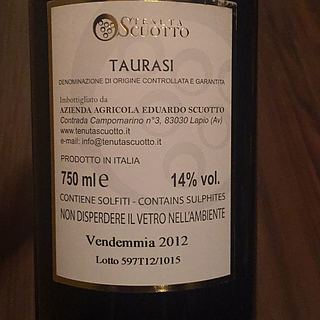 TENUTA
SCUOTTO
TAURASI
DENOMINAZIONE DI ORIGINE CONTROLLATA E GARANTITA
Imbottigliato da
AZIENDA AGRICOLA EDUARDO SCUOTTO
Contrada Campomarino n°3, 83030 Lapio (Av)
www.tenutascuotto.it
e-mail: info@tenutascuotto.it
PRODOTTO IN ITALIA
750 ml e 14% vol.
CONTIENE SOLFITI - CONTAINS SULPHITES
NON DISPERDERE IL VETRO NELL'AMBIENTE
Vendemmia 2012
Lotto 597T12/1015